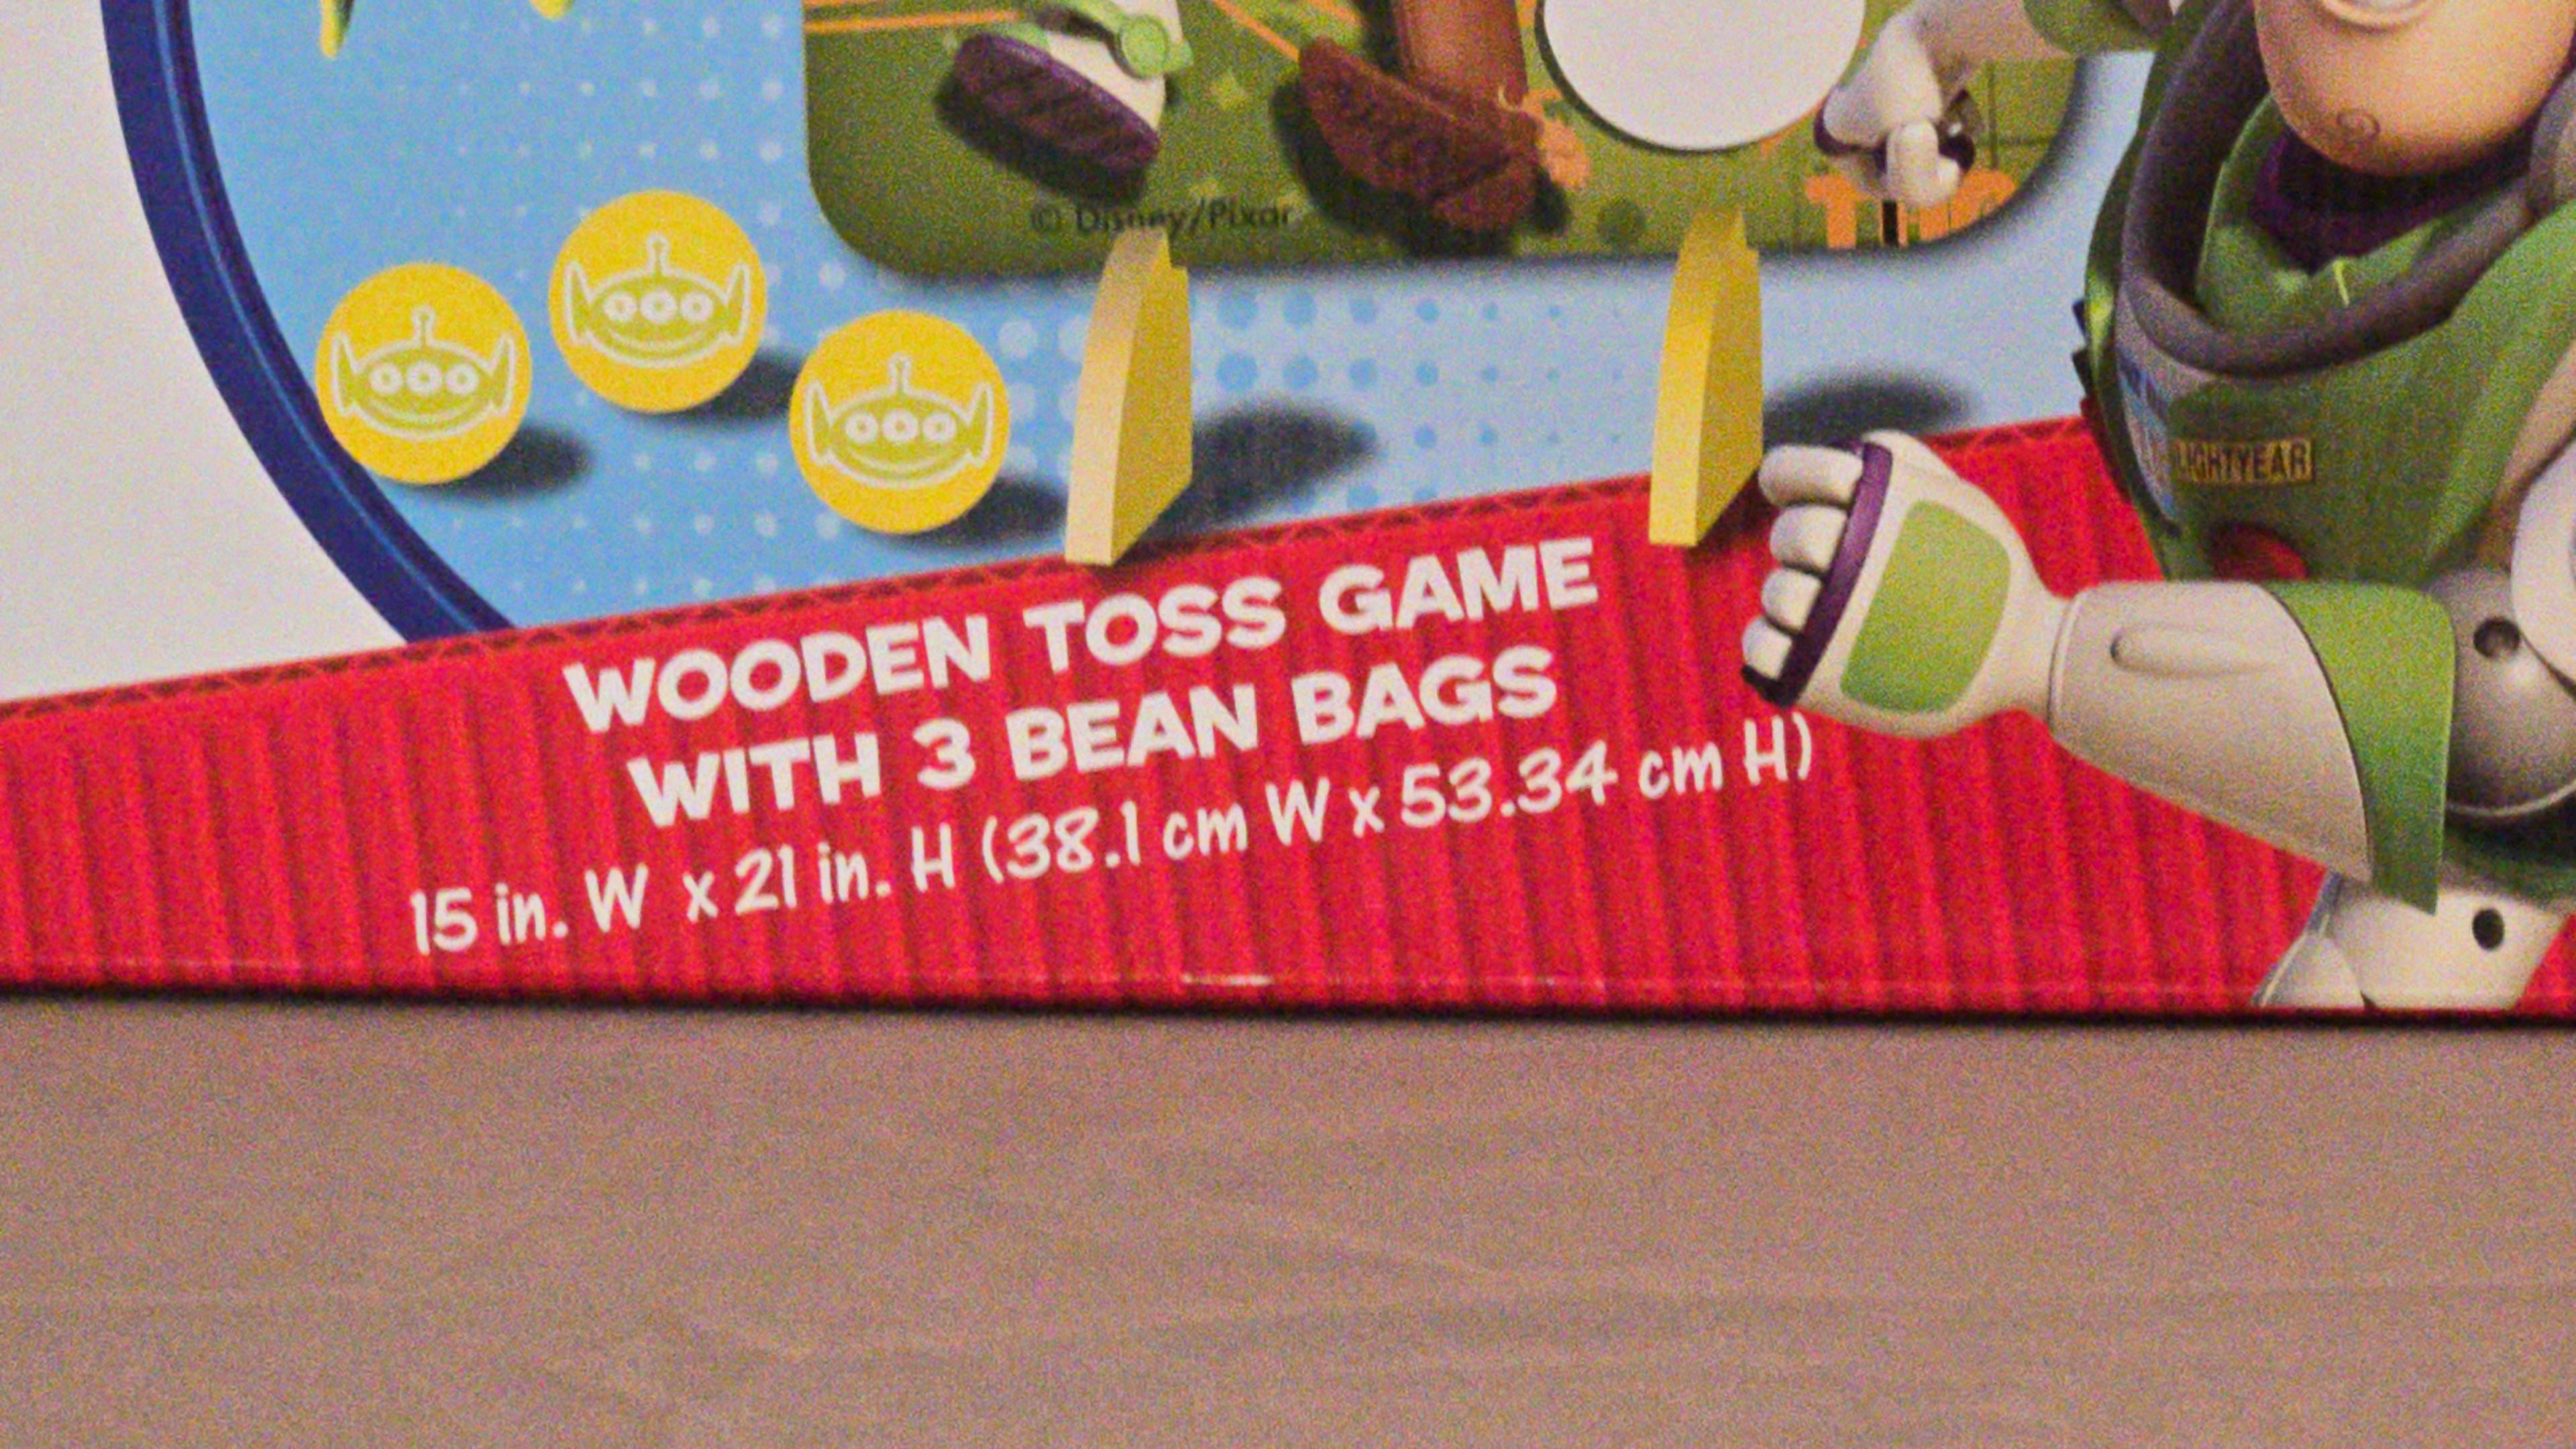 © Disney/Pixar
LIGHTYEAR
WOODEN TOSS GAME
WITH 3 BEAN BAGS
15 in. W x 21 in. H (38.1 cm W x 53.34 cm H)